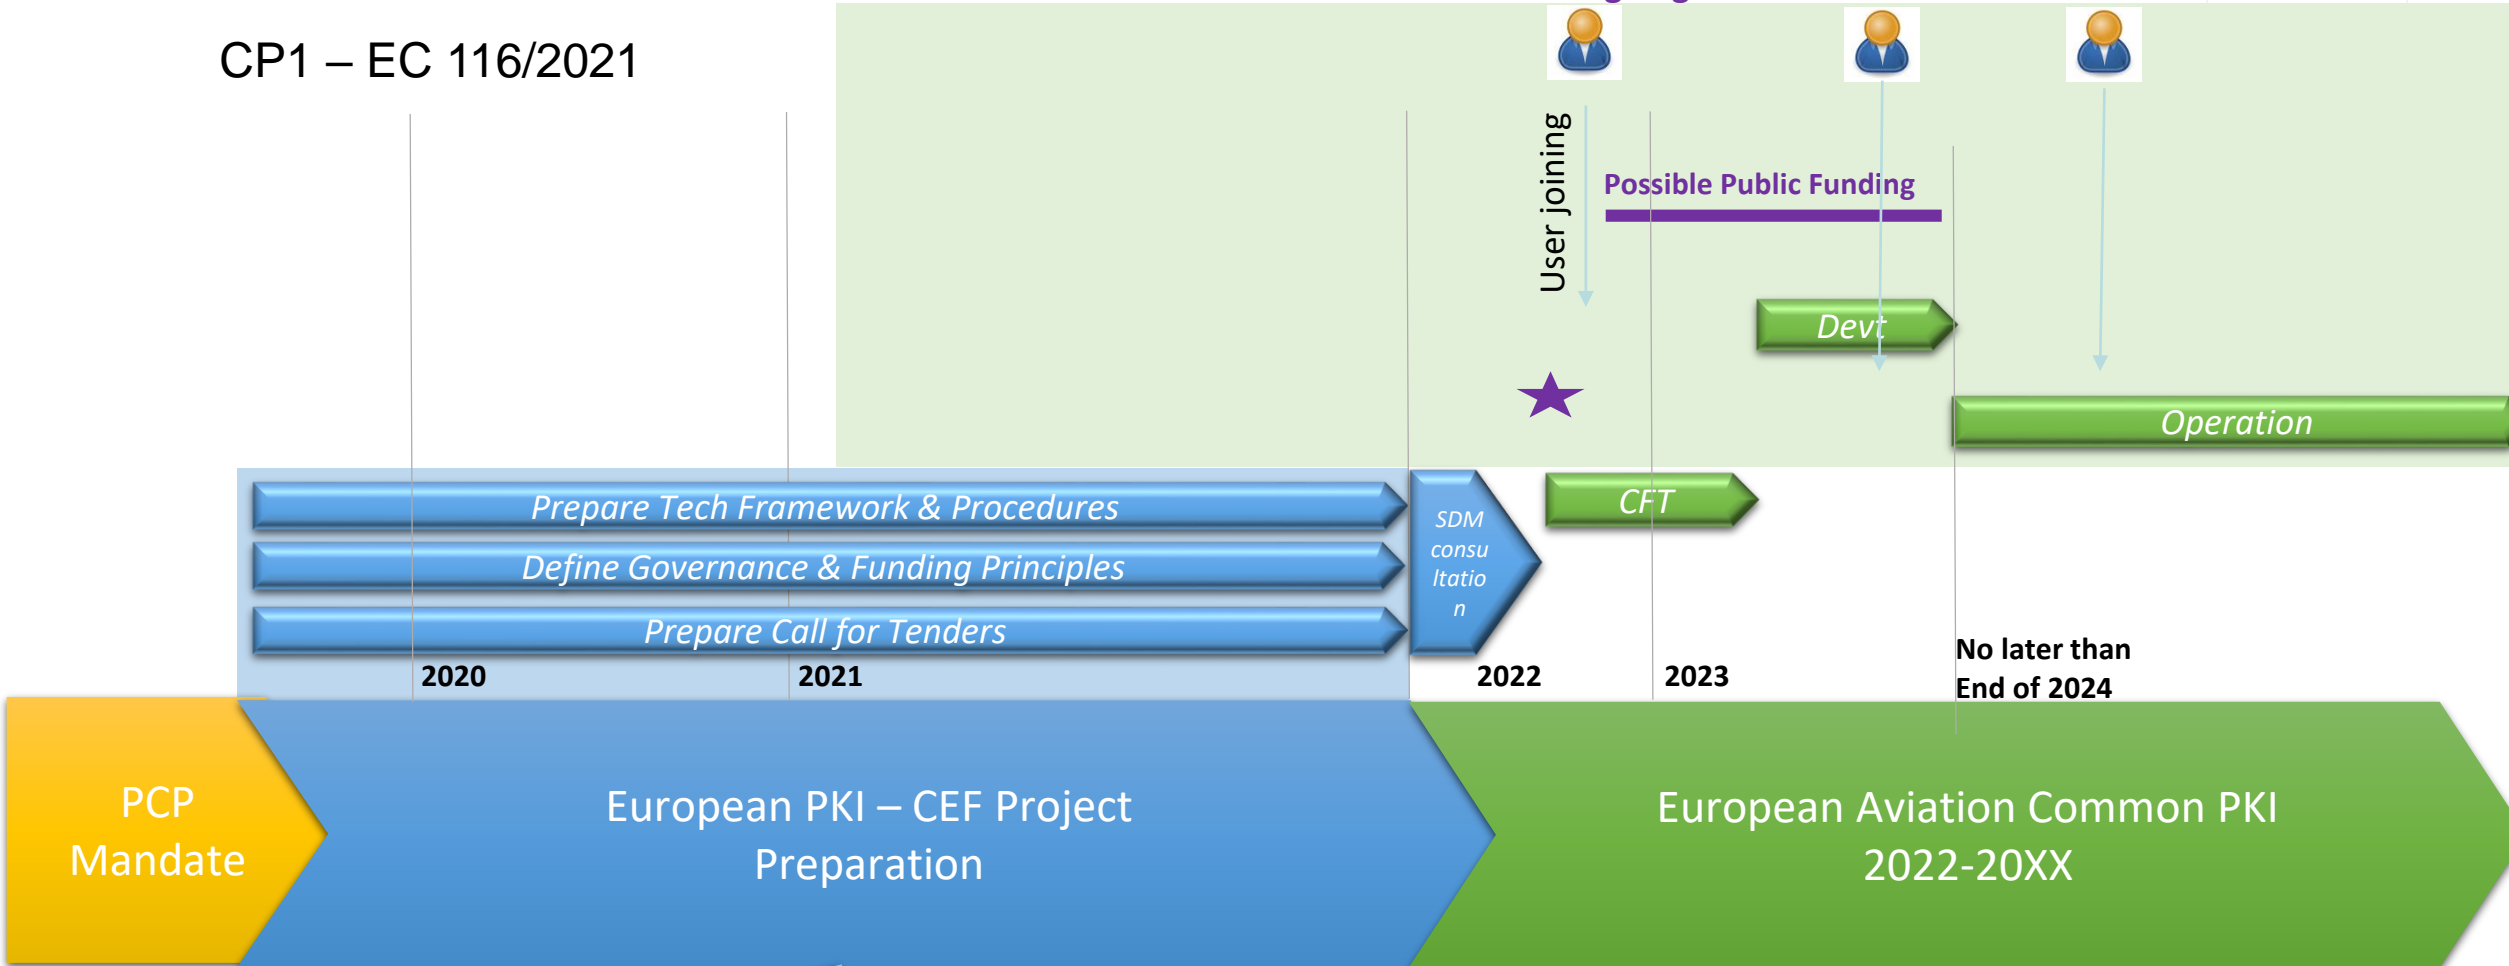 CP1 – EC 116/2021
User joining
Possible Public Funding
Devt
Operation
Prepare Tech Framework & Procedures
Define Governance & Funding Principles
Prepare Call for Tenders
SDM
consu
ltatio
n
CFT
2020
2021
2022
2023
No later than
End of 2024
PCP
Mandate
European PKI – CEF Project
Preparation
European Aviation Common PKI
2022-20XX